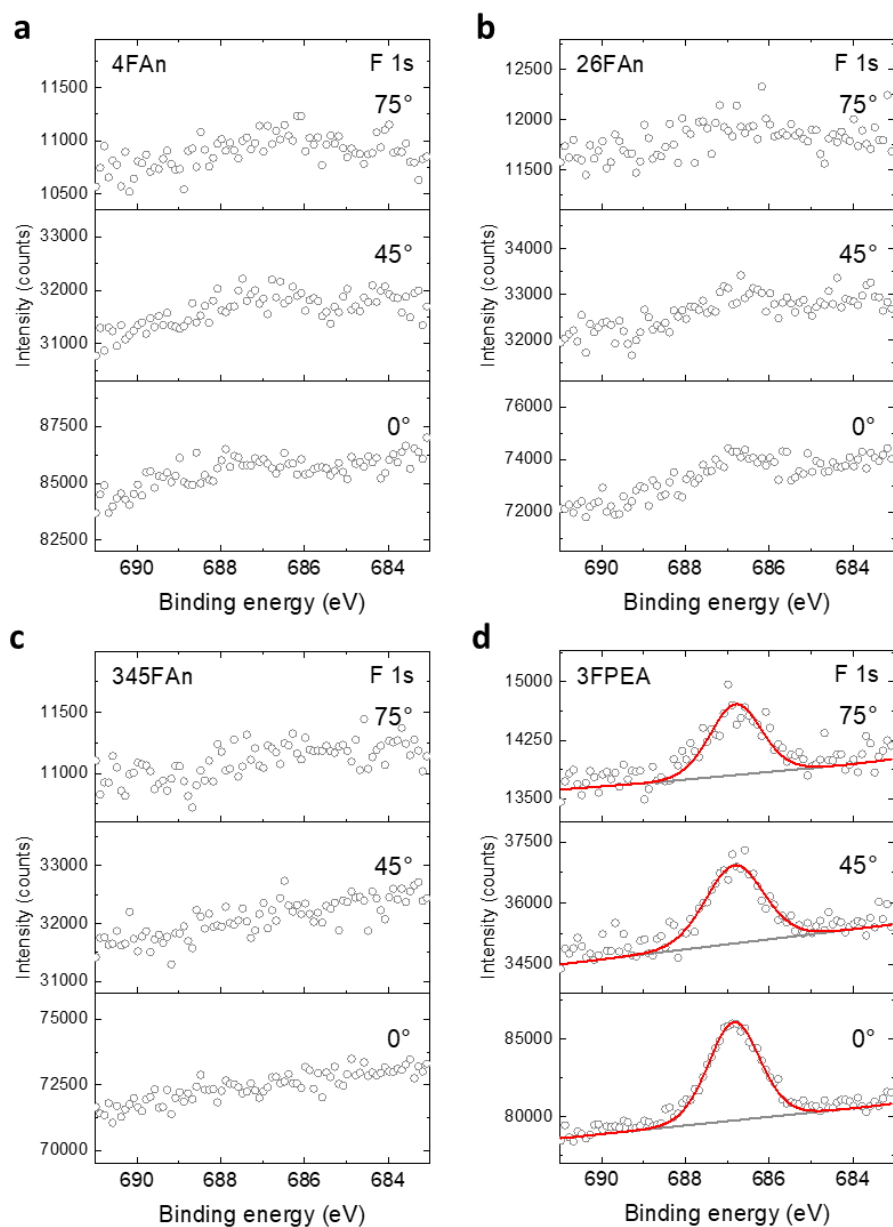 a
4FAn F 1s
75°
11500
11000
10500
45°
33000
32000
31000
0°
87500
85000
82500
Intensity (counts)
690 688 686 684
Binding energy (eV)
b
26FAn F 1s
75°
12500
12000
11500
45°
34000
33000
32000
0°
76000
74000
72000
Intensity (counts)
690 688 686 684
Binding energy (eV)
c
345FAn F 1s
75°
11500
11000
45°
33000
32000
31000
0°
75000
72500
70000
Intensity (counts)
690 688 686 684
Binding energy (eV)
d
3FPEA F 1s
75°
15000
14250
13500
45°
37500
36000
34500
0°
85000
80000
Intensity (counts)
690 688 686 684
Binding energy (eV)